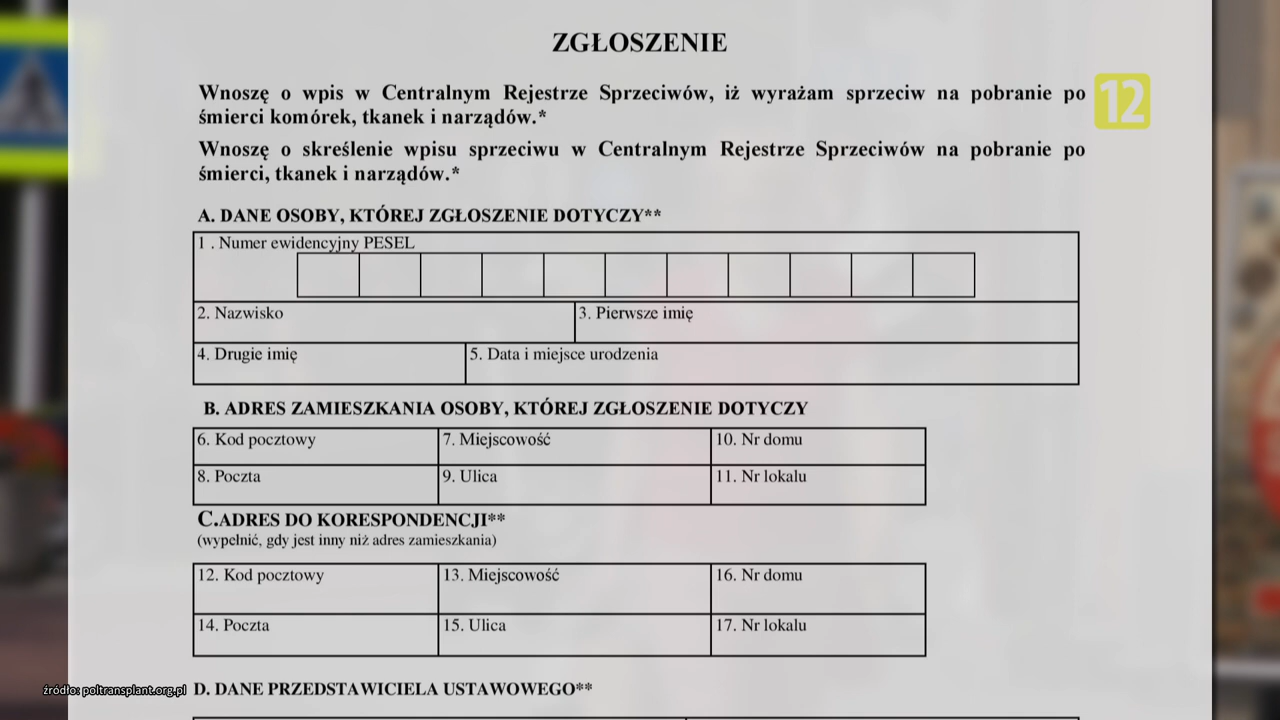 ZGŁOSZENIE
Wnoszę o wpis w Centralnym Rejestrze Sprzeciwów, iż wyrażam sprzeciw na pobranie po
śmierci komórek, tkanek i narządów.*
12
Wnoszę o skreślenie wpisu sprzeciwu w Centralnym Rejestrze Sprzeciwów na pobranie po
śmierci, tkanek i narządów.*
A. DANE OSOBY, KTÓREJ ZGŁOSZENIE DOTYCZY**
1 . Numer ewidencyjny PESEL
2. Nazwisko
3. Pierwsze imię
4. Drugie imię
5. Data i miejsce urodzenia
B. ADRES ZAMIESZKANIA OSOBY, KTÓREJ ZGŁOSZENIE DOTYCZY
6. Kod pocztowy
7. Miejscowość
10. Nr domu
8. Poczta
9. Ulica
11. Nr lokalu
C.ADRES DO KORESPONDENCJI**
(wypełnić, gdy jest inny niż adres zamieszkania)
12. Kod pocztowy
13. Miejscowość
16. Nr domu
14. Poczta
15. Ulica
17. Nr lokalu
źródło: poltransplant.org.pl
D. DANE PRZEDSTAWICIELA USTAWOWEGO**